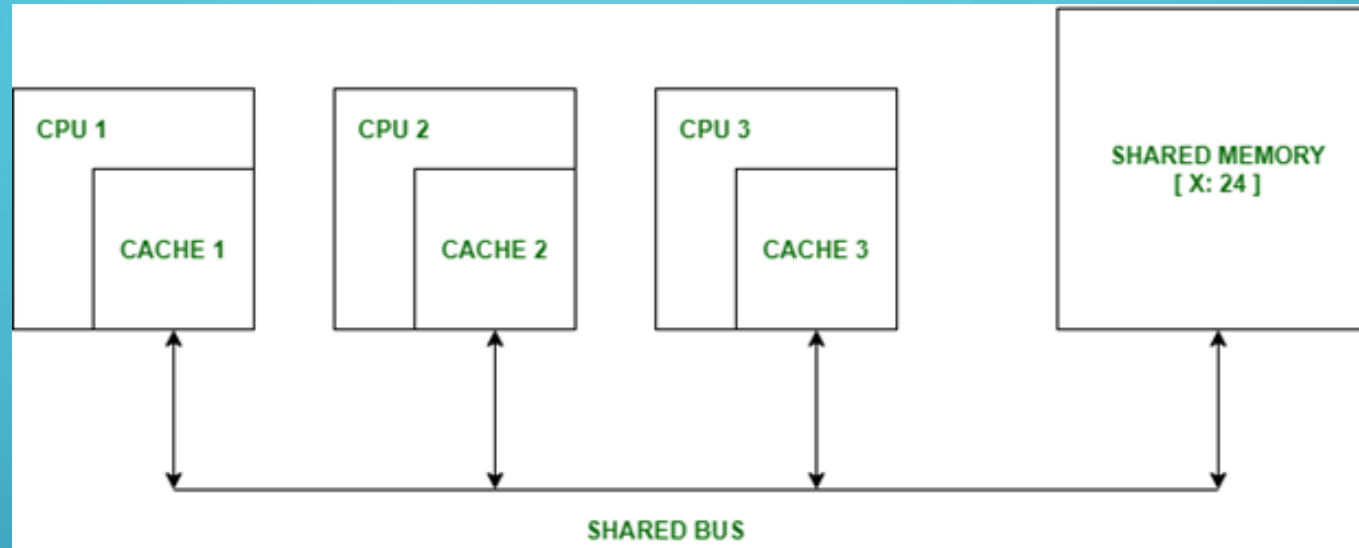 CPU 1
CACHE 1
CPU 2
CACHE 2
CPU 3
CACHE 3
SHARED MEMORY
[ X: 24 ]
SHARED BUS